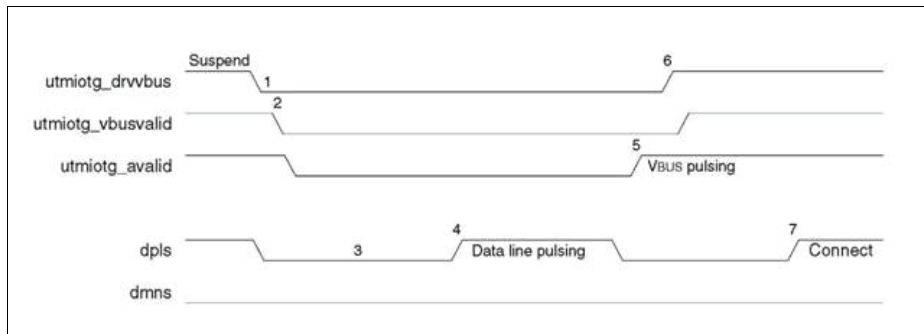 Suspend
6
utmiotg_drvvbus
1
2
utmiotg_vbusvalid
5
utmiotg_avalid
VBUS pulsing
4
7
dpls
3
Data line pulsing
Connect
dmns